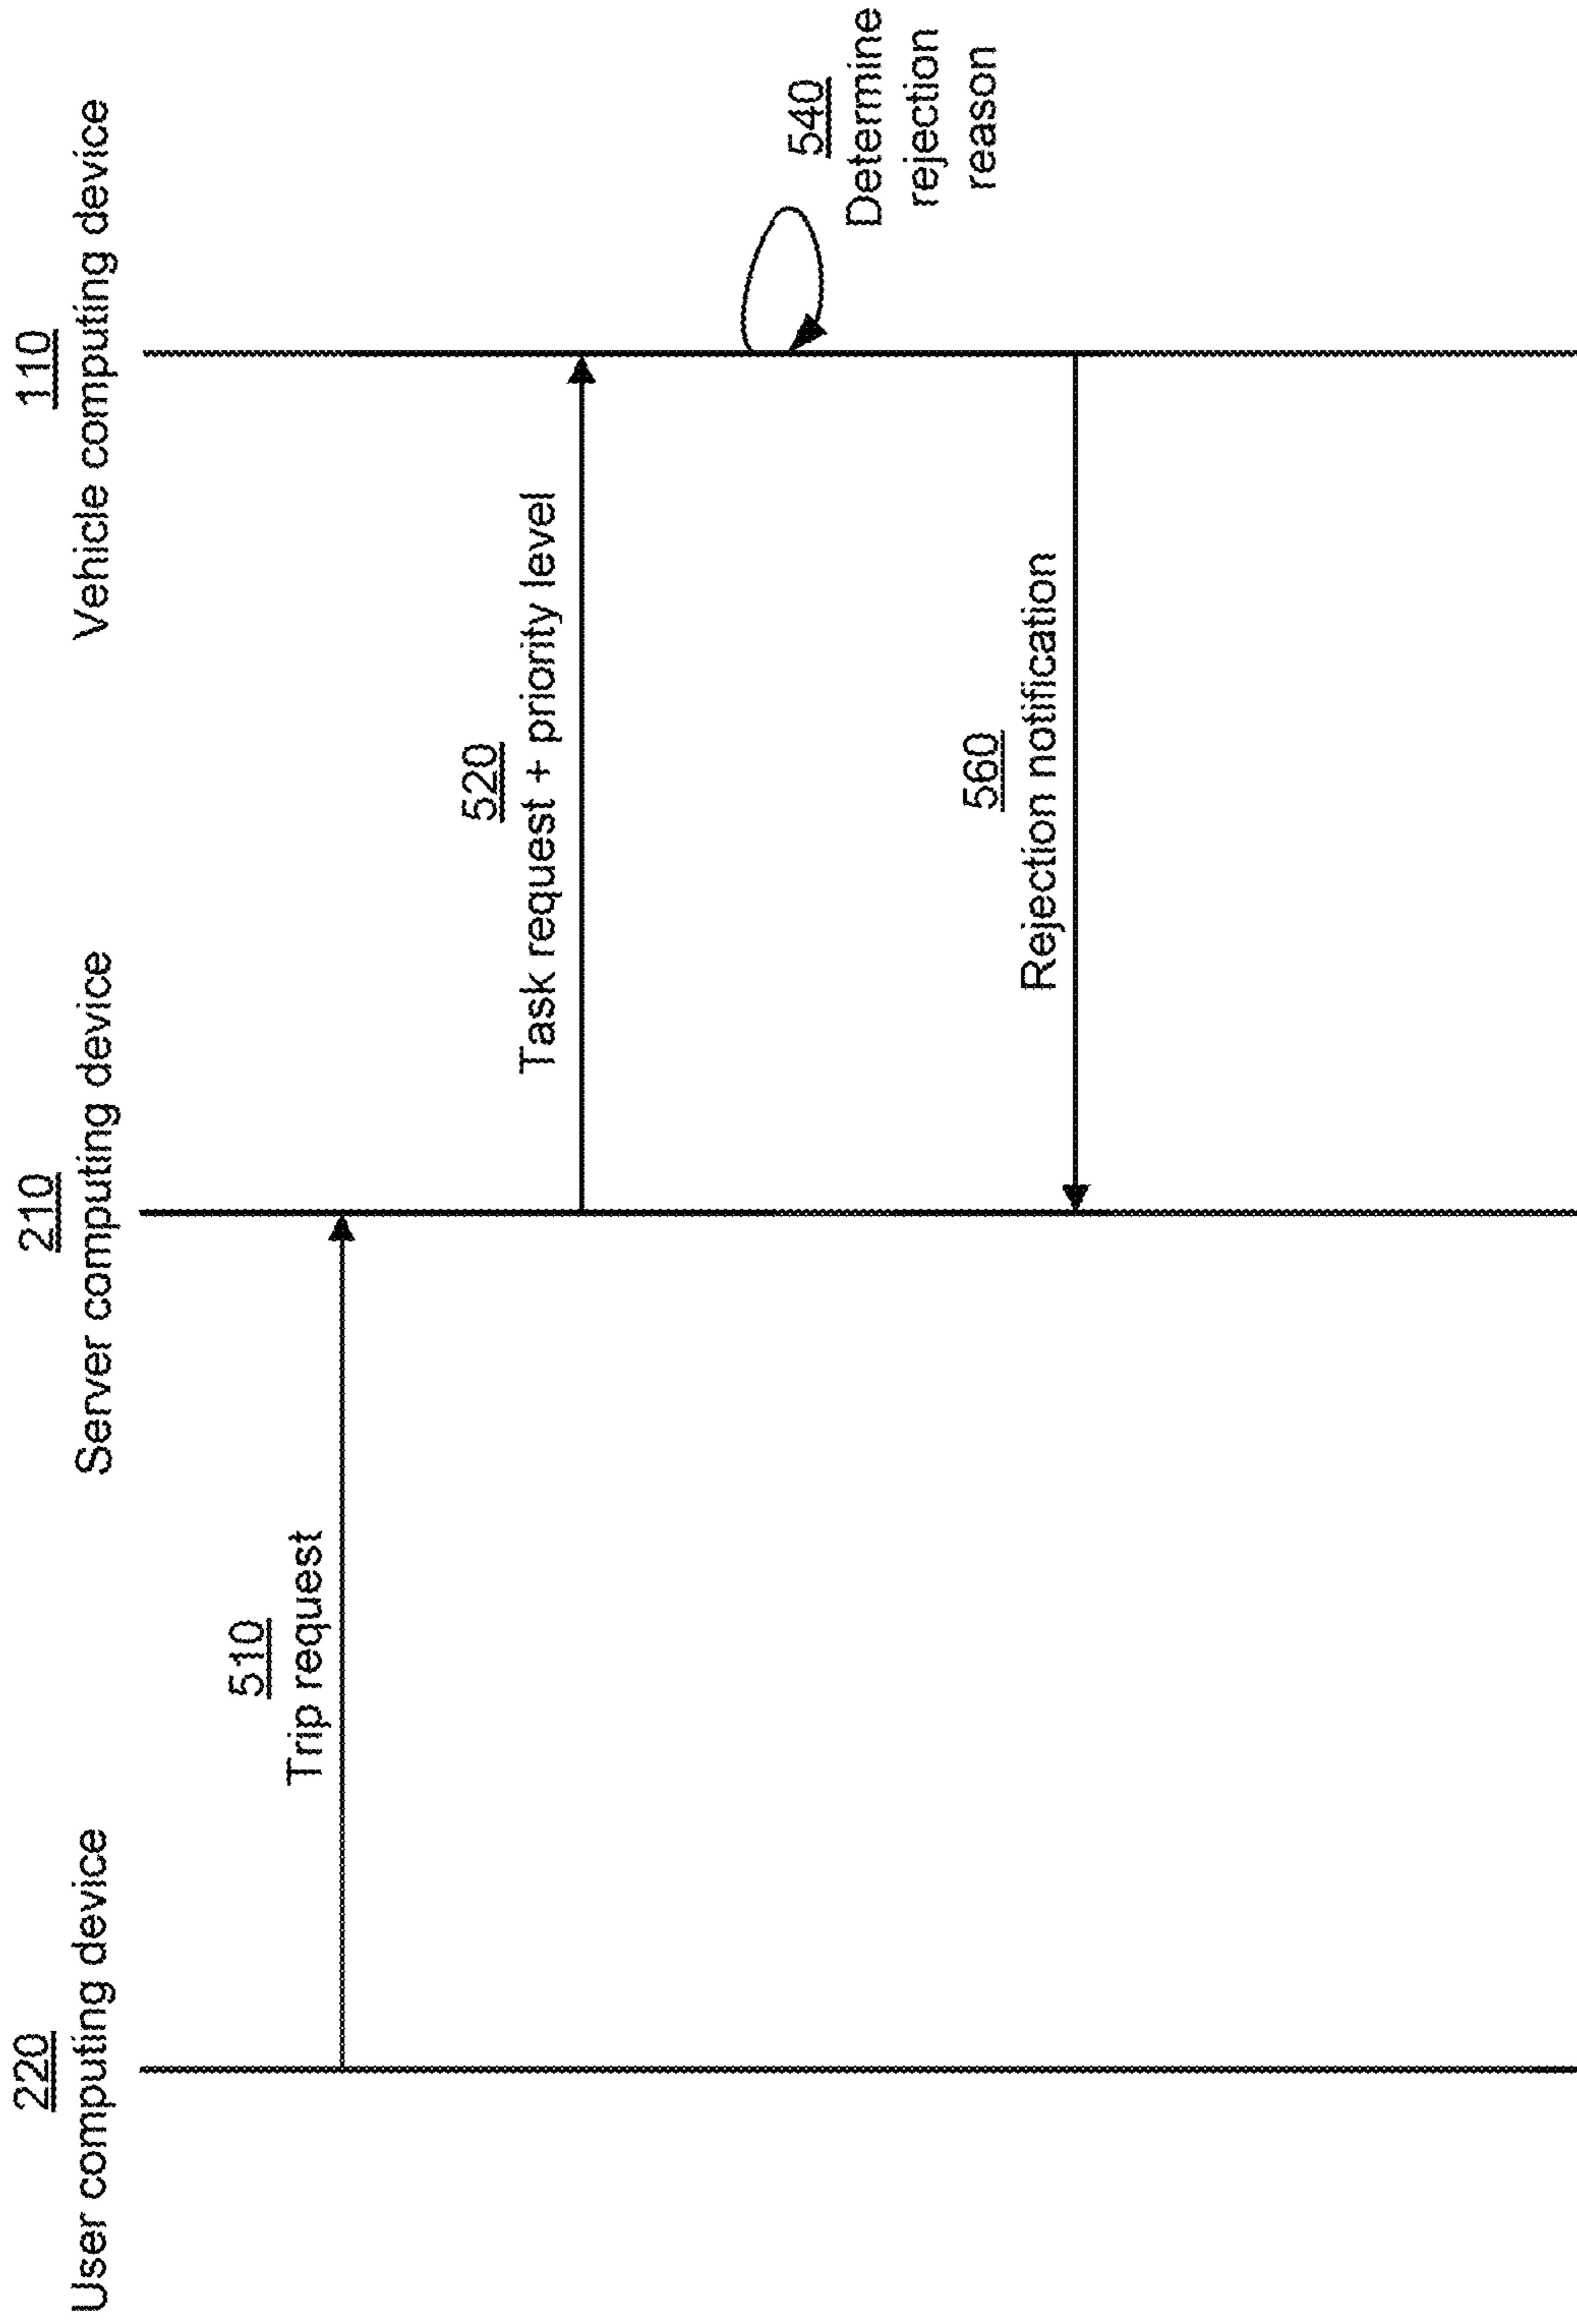 220
User computing device
210
Server computing device
110
Vehicle computing device
510
Trip request
520
Task request + priority level
540
Determine
rejection
reason
560
Rejection notification